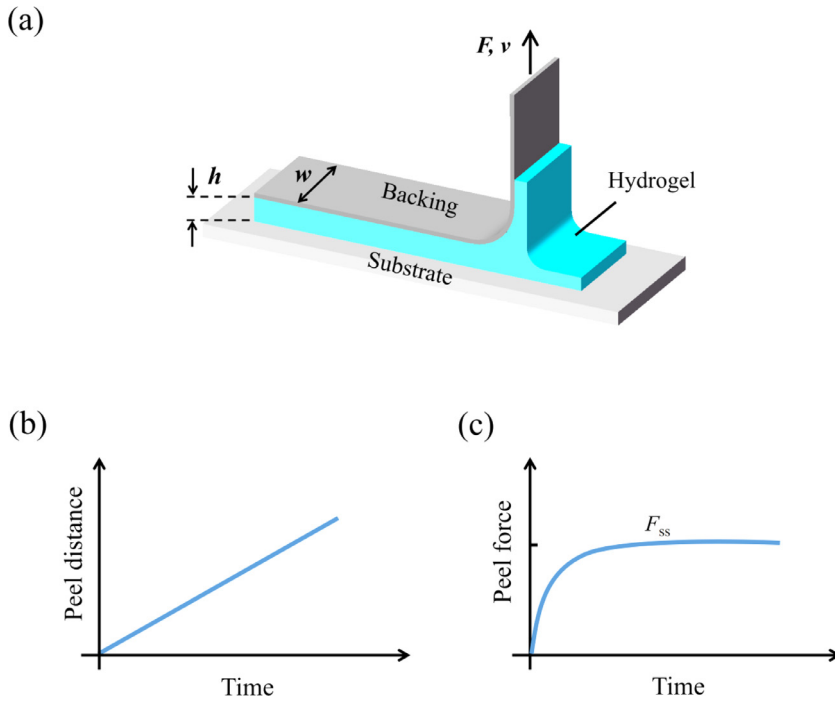 (a)
F, v
h
w
Backing
Hydrogel
Substrate
(b)
Peel distance
Time
(c)
Peel force
Fss
Time